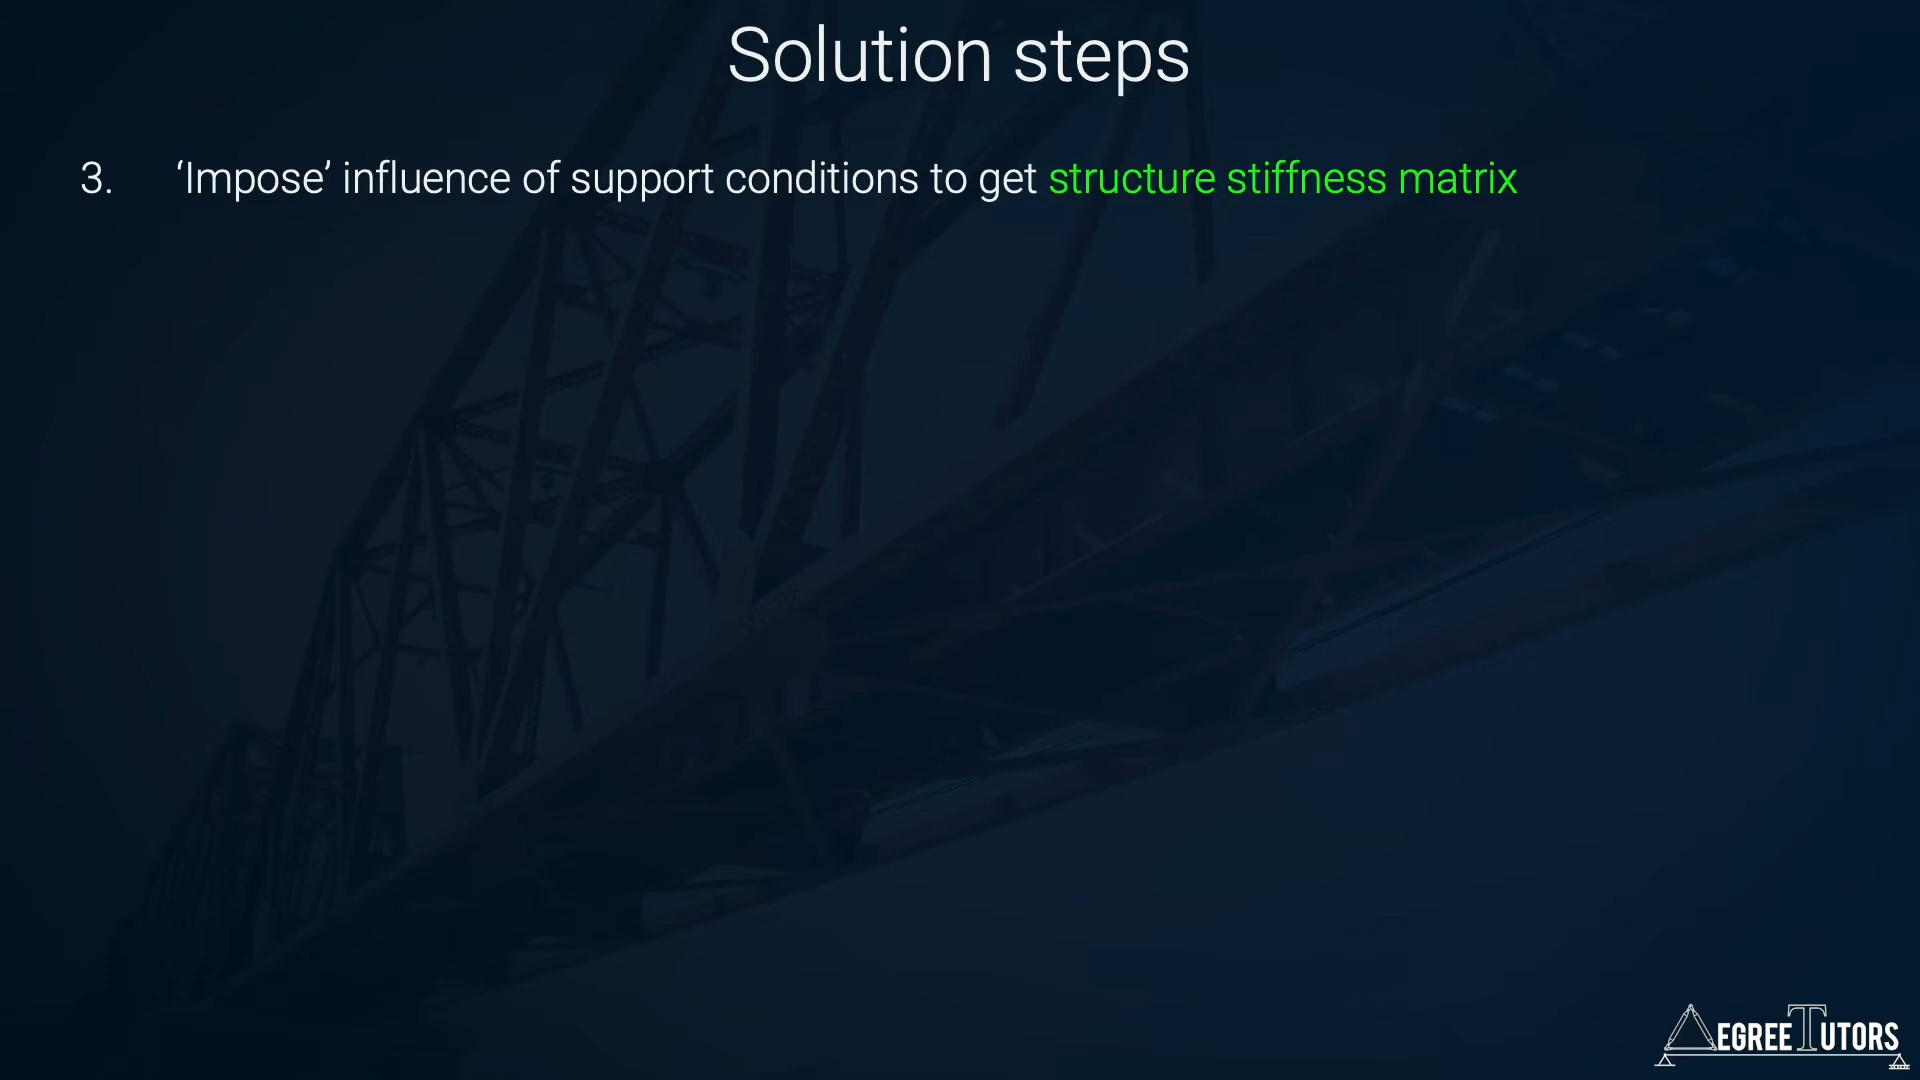 Solution steps
3. ‘Impose’ influence of support conditions to get structure stiffness matrix
EGREE TUTORS